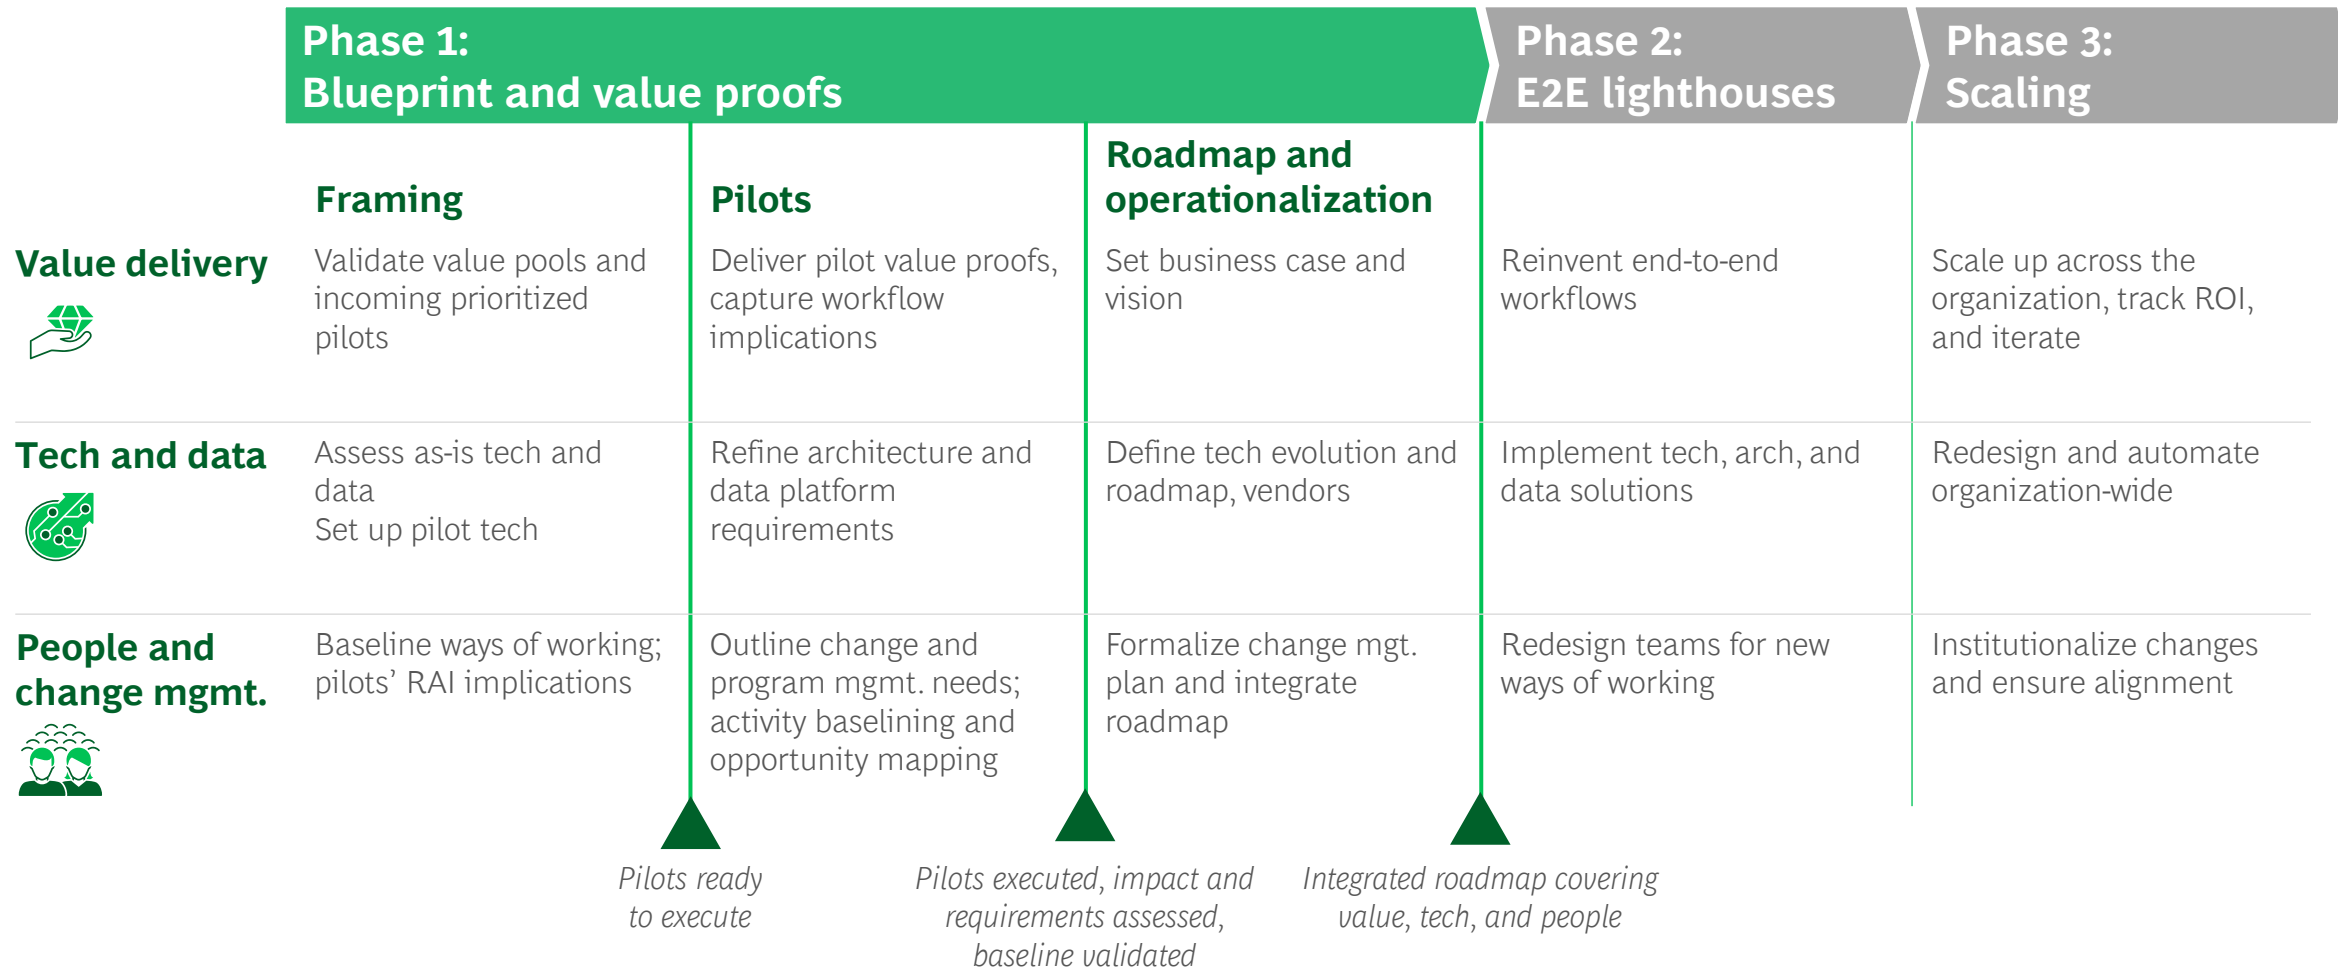 Phase 1:
Blueprint and value proofs
Phase 2:
E2E lighthouses
Phase 3:
Scaling
Framing
Pilots
Roadmap and
operationalization
Value delivery
Validate value pools and
incoming prioritized
pilots
Deliver pilot value proofs,
capture workflow
implications
Set business case and
vision
Reinvent end-to-end
workflows
Scale up across the
organization, track ROI,
and iterate
Tech and data
Assess as-is tech and
data
Set up pilot tech
Refine architecture and
data platform
requirements
Define tech evolution and
roadmap, vendors
Implement tech, arch, and
data solutions
Redesign and automate
organization-wide
People and
change mgmt.
Baseline ways of working;
pilots’ RAI implications
Outline change and
program mgmt. needs;
activity baselining and
opportunity mapping
Formalize change mgt.
plan and integrate
roadmap
Redesign teams for new
ways of working
Institutionalize changes
and ensure alignment
Pilots ready
to execute
Pilots executed, impact and
requirements assessed,
baseline validated
Integrated roadmap covering
value, tech, and people